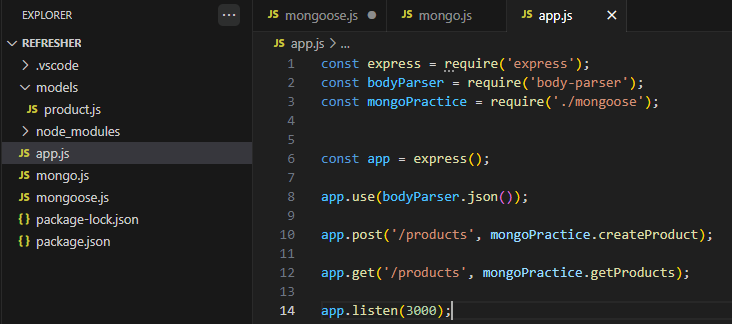 EXPLORER ...
REFRESHER
.vscode
models
JS product.js
node_modules
JS app.js
JS mongo.js
JS mongoose.js
{} package-lock.json
{} package.json
JS mongoose.js JS mongo.js JS app.js
JS app.js > ...
1 const express = require('express');
2 const bodyParser = require('body-parser');
3 const mongoPractice = require('./mongoose');
4
5
6 const app = express();
7
8 app.use(bodyParser.json());
9
10 app.post('/products', mongoPractice.createProduct);
11
12 app.get('/products', mongoPractice.getProducts);
13
14 app.listen(3000);